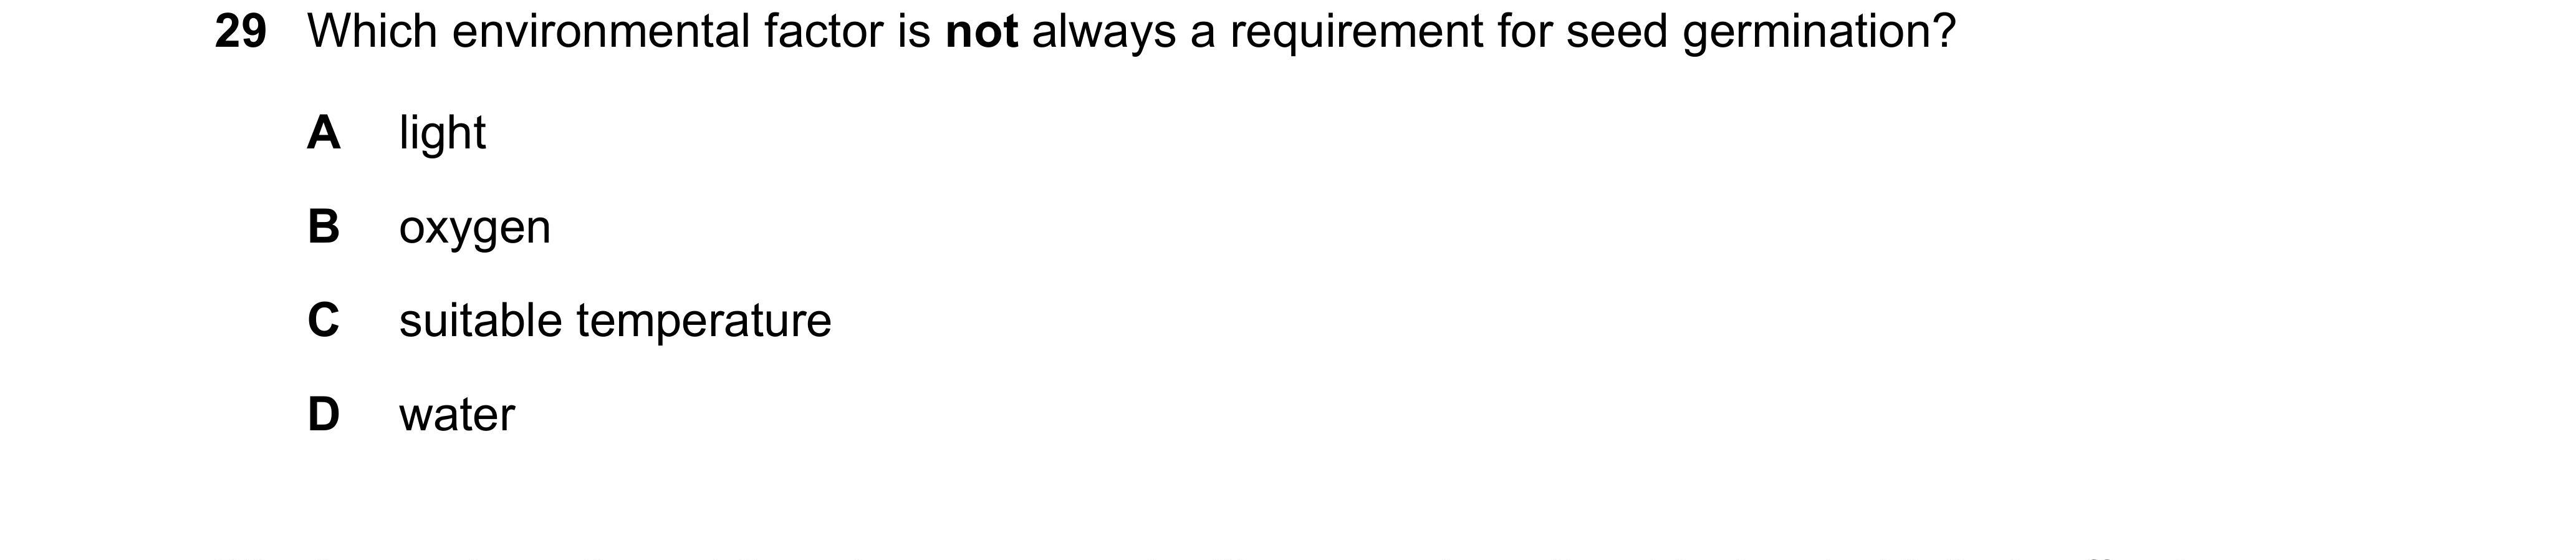 29 Which environmental factor is not always a requirement for seed germination?
A light
B oxygen
C suitable temperature
D water